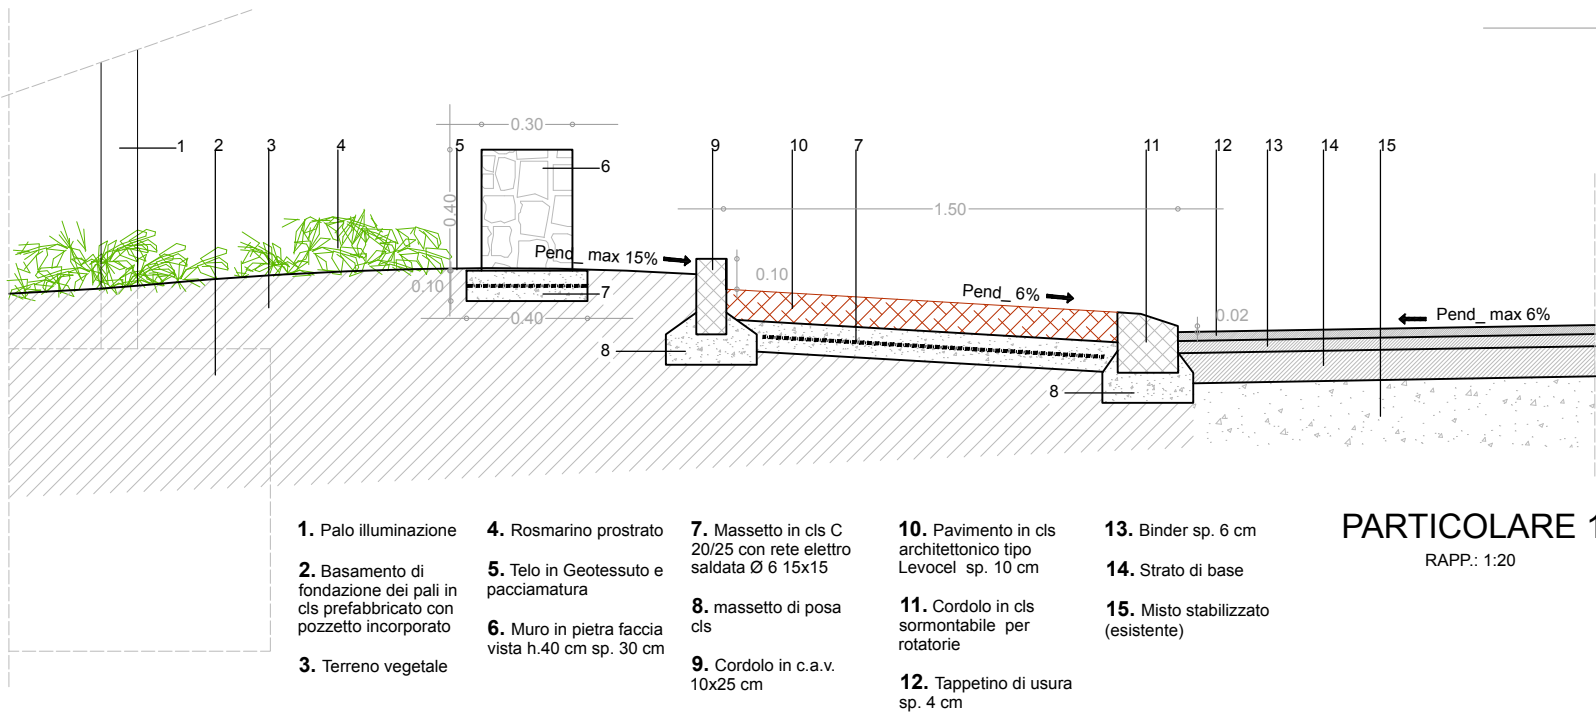 0.30
1
2
3
4
5
6
9
10
7
11
12
13
14
15
0.40
1.50
Pend_ max 15%
0.10
0.10
Pend_ 6%
7
0.02
Pend_ max 6%
0.40
8
8
1. Palo illuminazione
2. Basamento di
fondazione dei pali in
cls prefabbricato con
pozzetto incorporato
3. Terreno vegetale
4. Rosmarino prostrato
5. Telo in Geotessuto e
pacciamatura
6. Muro in pietra faccia
vista h.40 cm sp. 30 cm
7. Massetto in cls C
20/25 con rete elettro
saldata Ø 6 15x15
8. massetto di posa
cls
9. Cordolo in c.a.v.
10x25 cm
10. Pavimento in cls
architettonico tipo
Levocel sp. 10 cm
11. Cordolo in cls
sormontabile per
rotatorie
12. Tappetino di usura
sp. 4 cm
13. Binder sp. 6 cm
14. Strato di base
15. Misto stabilizzato
(esistente)
PARTICOLARE 1
RAPP.: 1:20